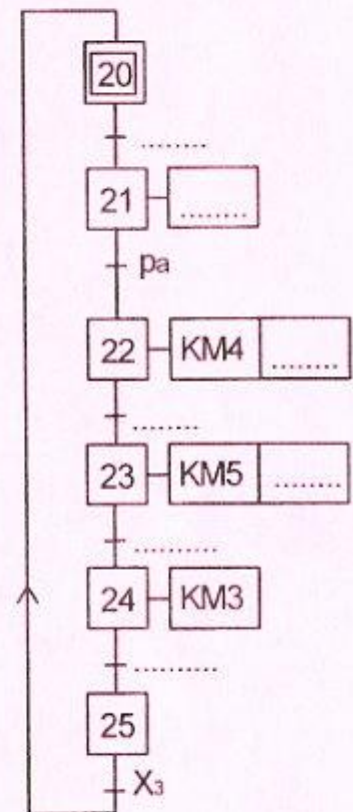 20
........
21 ........
pa
22 KM4 ........
........
23 KM5 ........
.........
24 KM3
.........
25
X₃